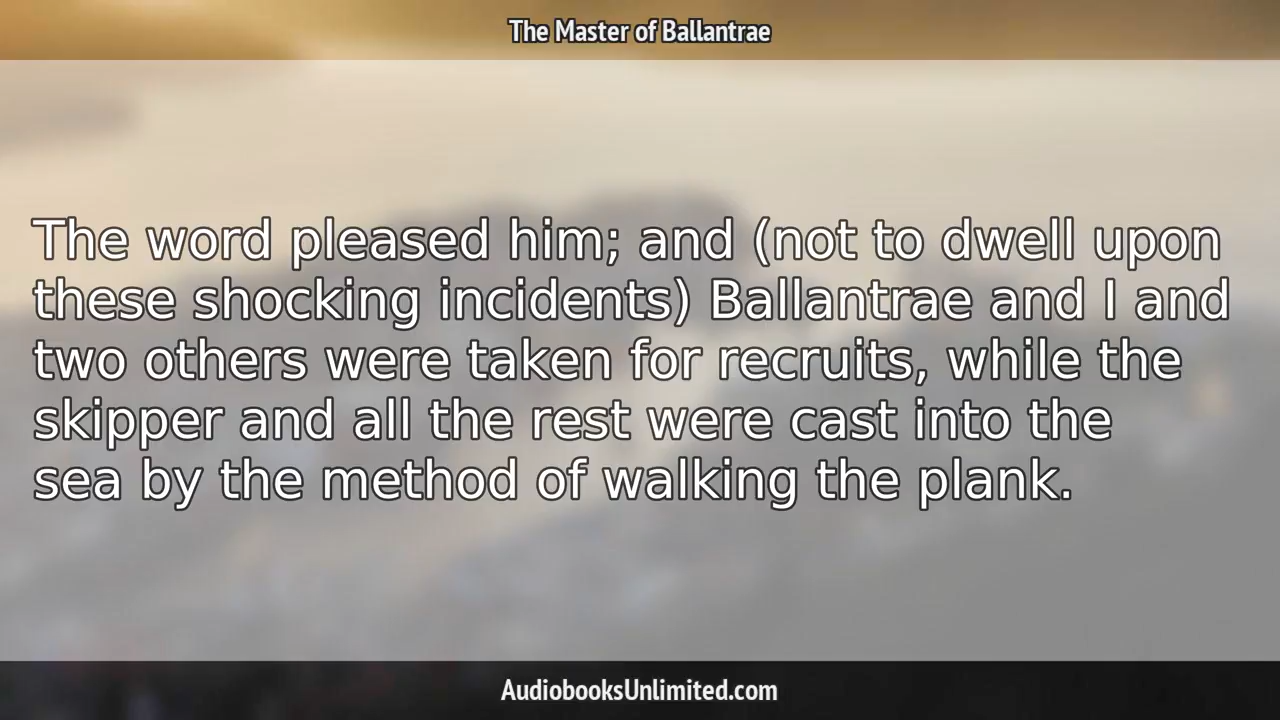 The Master of Ballantrae
The word pleased him; and (not to dwell upon
these shocking incidents) Ballantrae and I and
two others were taken for recruits, while the
skipper and all the rest were cast into the
sea by the method of walking the plank.
AudiobooksUnlimited.com